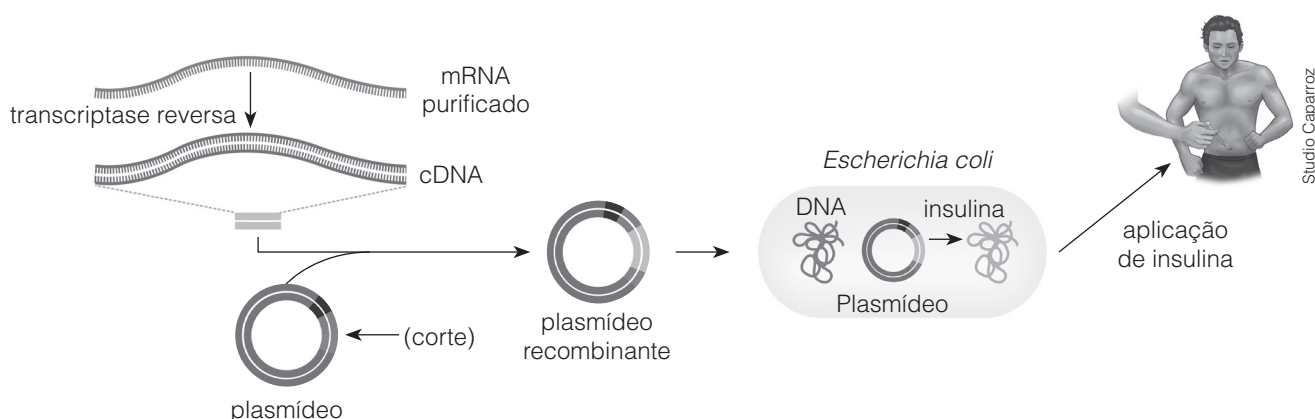 mRNA
purificado
transcriptase reversa
cDNA
(corte)
plasmídeo
plasmídeo
recombinante
Escherichia coli
DNA
insulina
Plasmídeo
aplicação
de insulina
Studio Caparroz